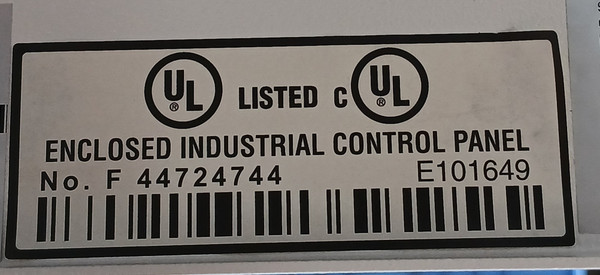 UL® LISTED C UL®
ENCLOSED INDUSTRIAL CONTROL PANEL
No. F 44724744 E101649